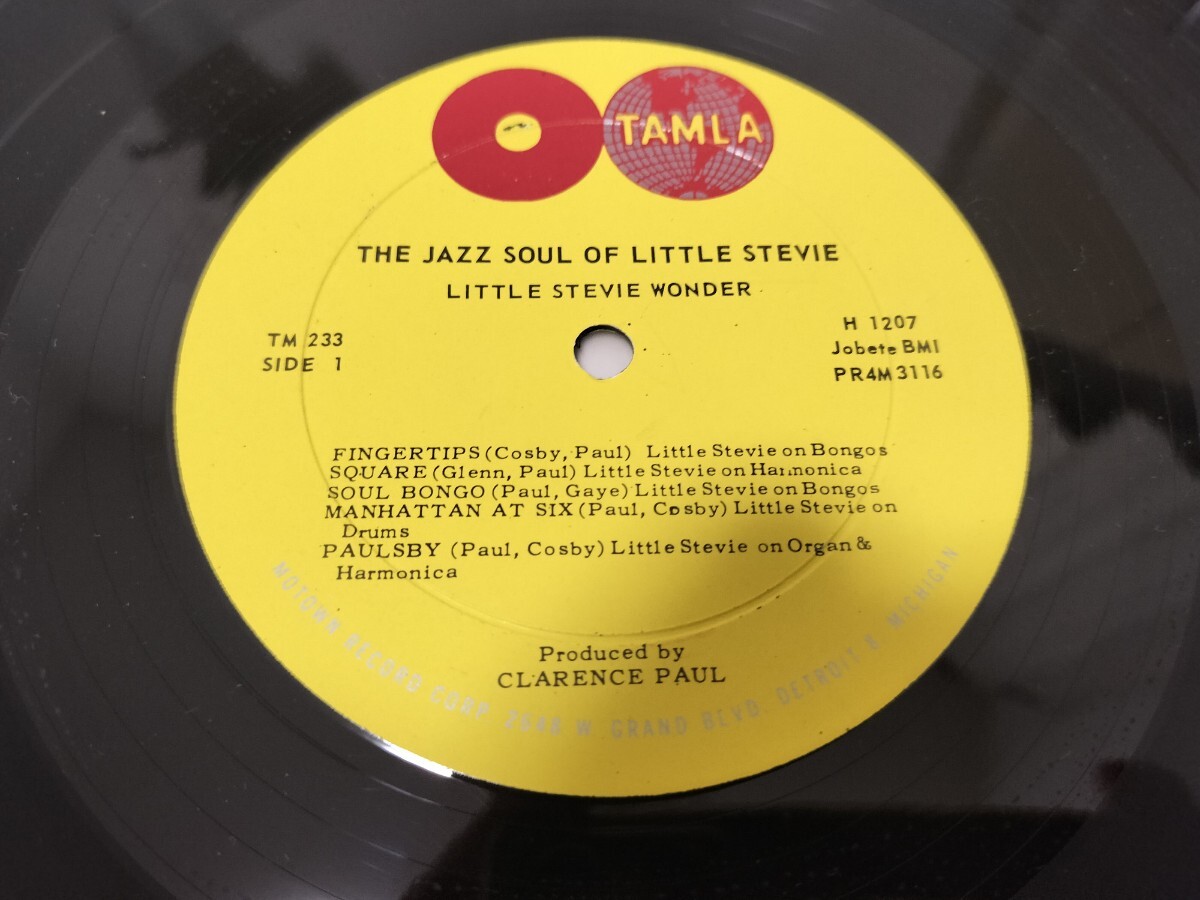 TAMLA
THE JAZZ SOUL OF LITTLE STEVIE
LITTLE STEVIE WONDER
TM 233
SIDE 1
H 1207
Jobete BMI
PR4M 3116
FINGERTIPS (Cosby, Paul) Little Stevie on Bongos
SQUARE (Glenn, Paul) Little Stevie on Harmonica
SOUL BONGO (Paul, Gaye) Little Stevie on Bongos
MANHATTAN AT SIX (Paul, Cosby) Little Stevie on
Drums
PAULSBY (Paul, Cosby) Little Stevie on Organ &
Harmonica
Produced by
CLARENCE PAUL
MOTOWN RECORD CORP. 2648 W. GRAND BLVD. DETROIT 8, MICHIGAN